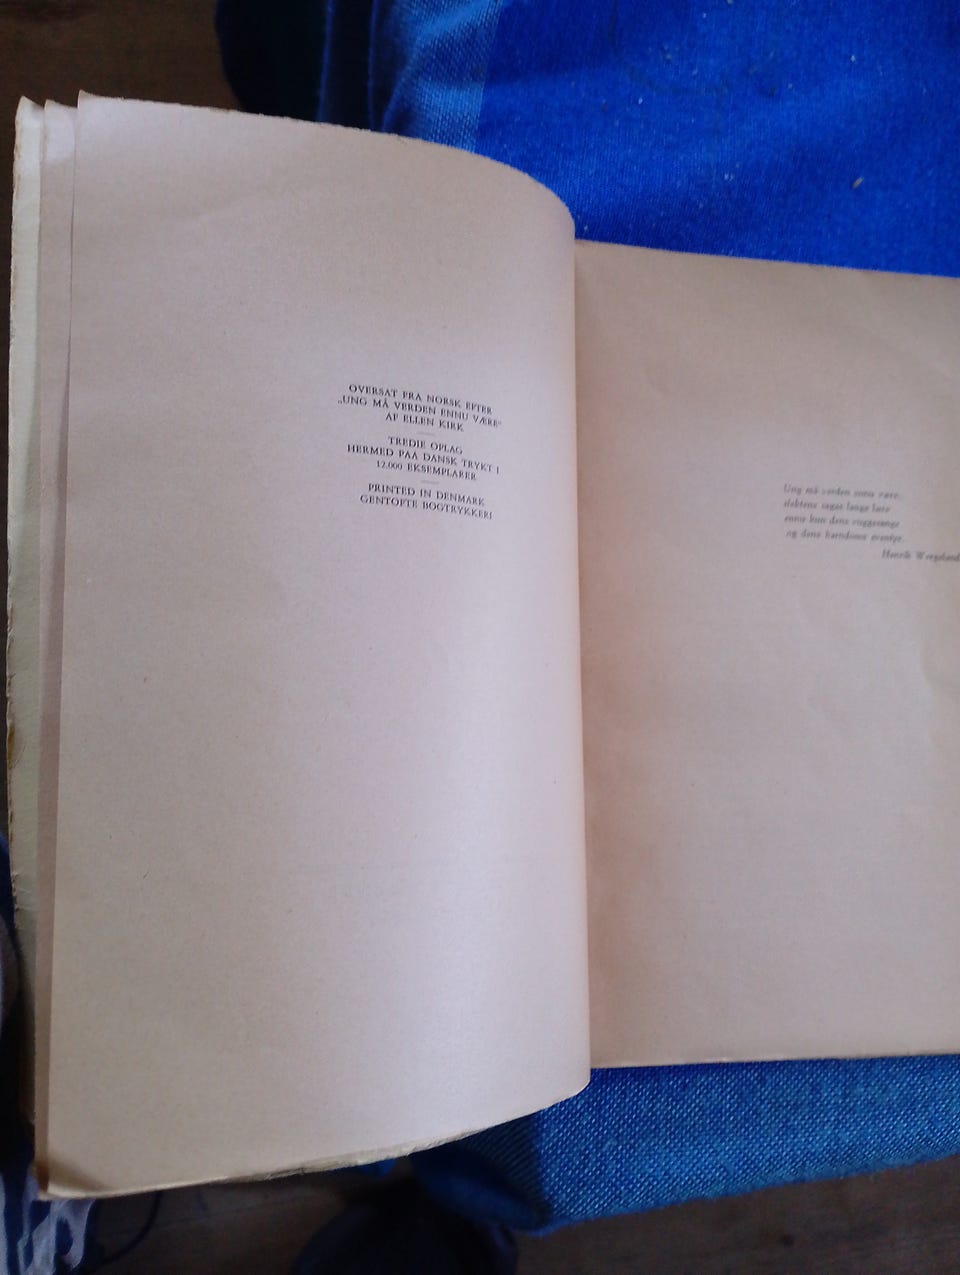 OVERSAT FRA NORSK EFTER
„UNG MÅ VERDEN ENNU VÆRE“
AF ELLEN KIRK
TREDIE OPLAG
HERMED PAA DANSK TRYKT I
12.000 EKSEMPLARER
PRINTED IN DENMARK
GENTOFTE BOGTRYKKERI
Ung må verden ennu være,
slektens sagas lange lære
ennu kun dens vuggesange
og dens barndoms eventyr.
Henrik Wergeland